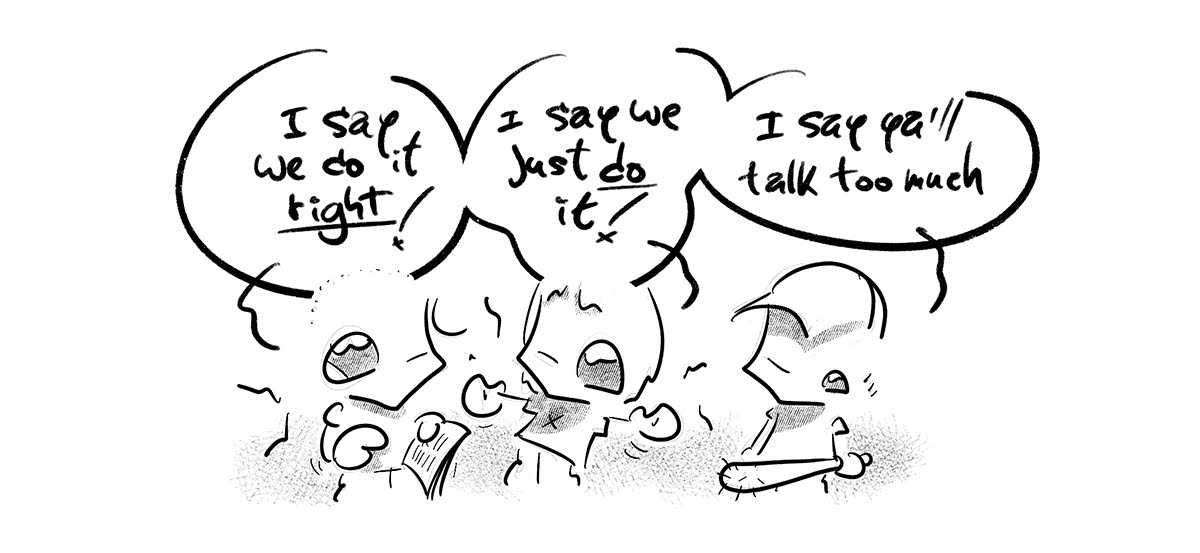 I say
we do it
right!
I say we
just do
it!
I say ya'll
talk too much